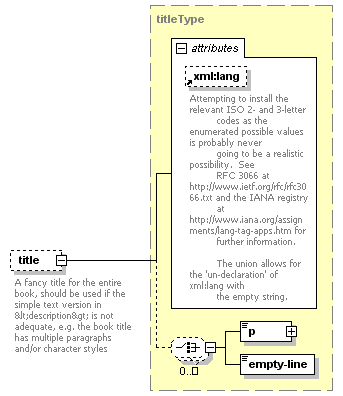 titleType
attributes
xml:lang
Attempting to install the
relevant ISO 2- and 3-letter
codes as the
enumerated possible values
is probably never
going to be a realistic
possibility. See
RFC 3066 at
http://www.ietf.org/rfc/rfc30
66.txt and the IANA registry
at
http://www.iana.org/assign
ments/lang-tag-apps.htm for
further information.
The union allows for
the 'un-declaration' of
xml:lang with
the empty string.
title
A fancy title for the entire
book, should be used if the
simple text version in
&lt;description&gt; is not
adequate, e.g. the book title
has multiple paragraphs
and/or character styles
p
0..
empty-line